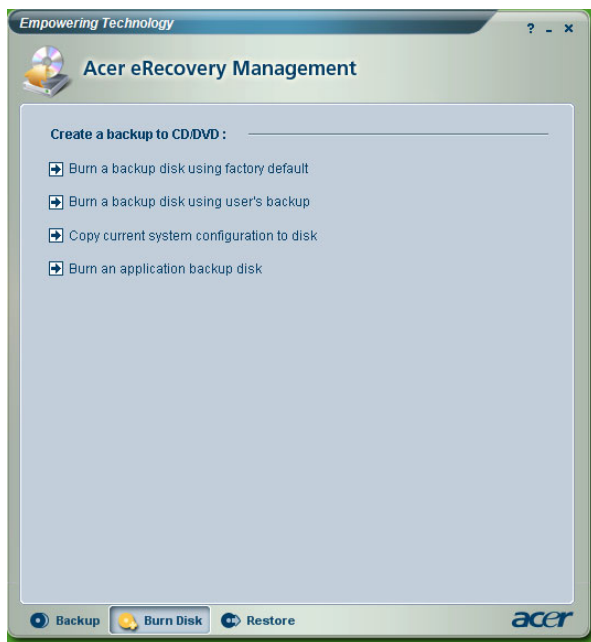 Empowering Technology
? - x
Acer eRecovery Management
Create a backup to CD/DVD :
Burn a backup disk using factory default
Burn a backup disk using user's backup
Copy current system configuration to disk
Burn an application backup disk
Backup Burn Disk Restore acer